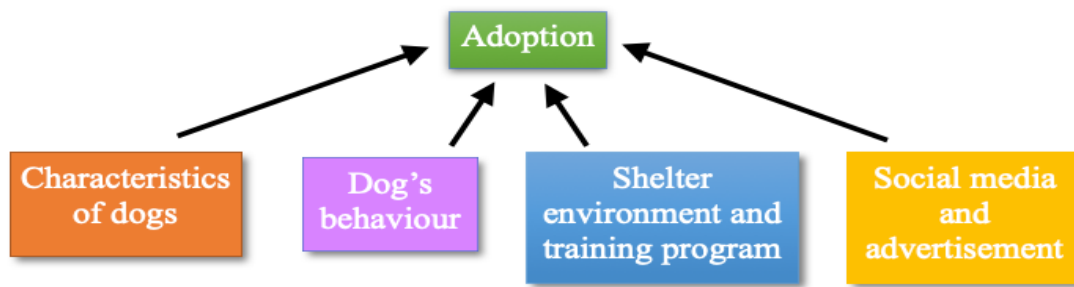 Adoption
Characteristics
of dogs
Dog’s
behaviour
Shelter
environment and
training program
Social media
and
advertisement